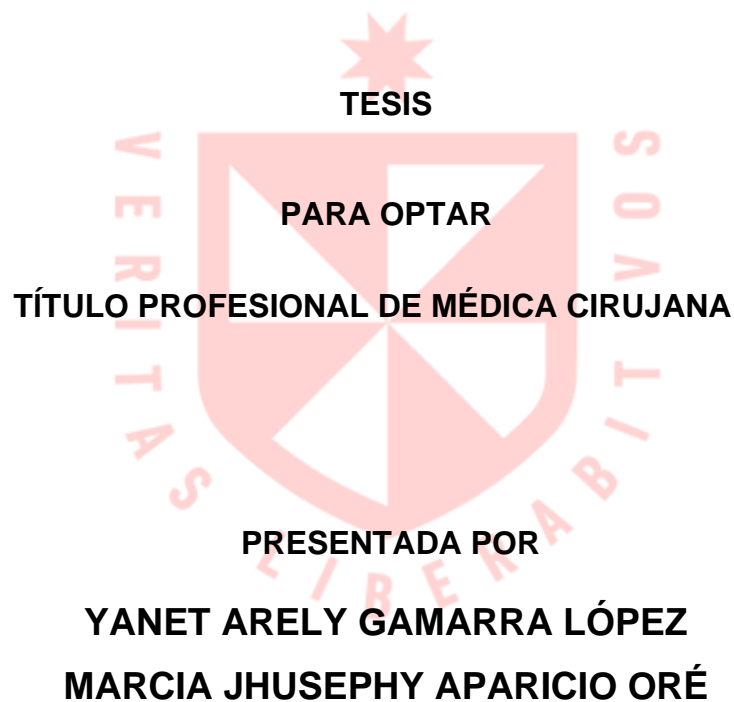 TESIS
PARA OPTAR
TÍTULO PROFESIONAL DE MÉDICA CIRUJANA
PRESENTADA POR
YANET ARELY GAMARRA LÓPEZ
MARCIA JHUSEPHY APARICIO ORÉ
VERITAS LIBERABIT VOS